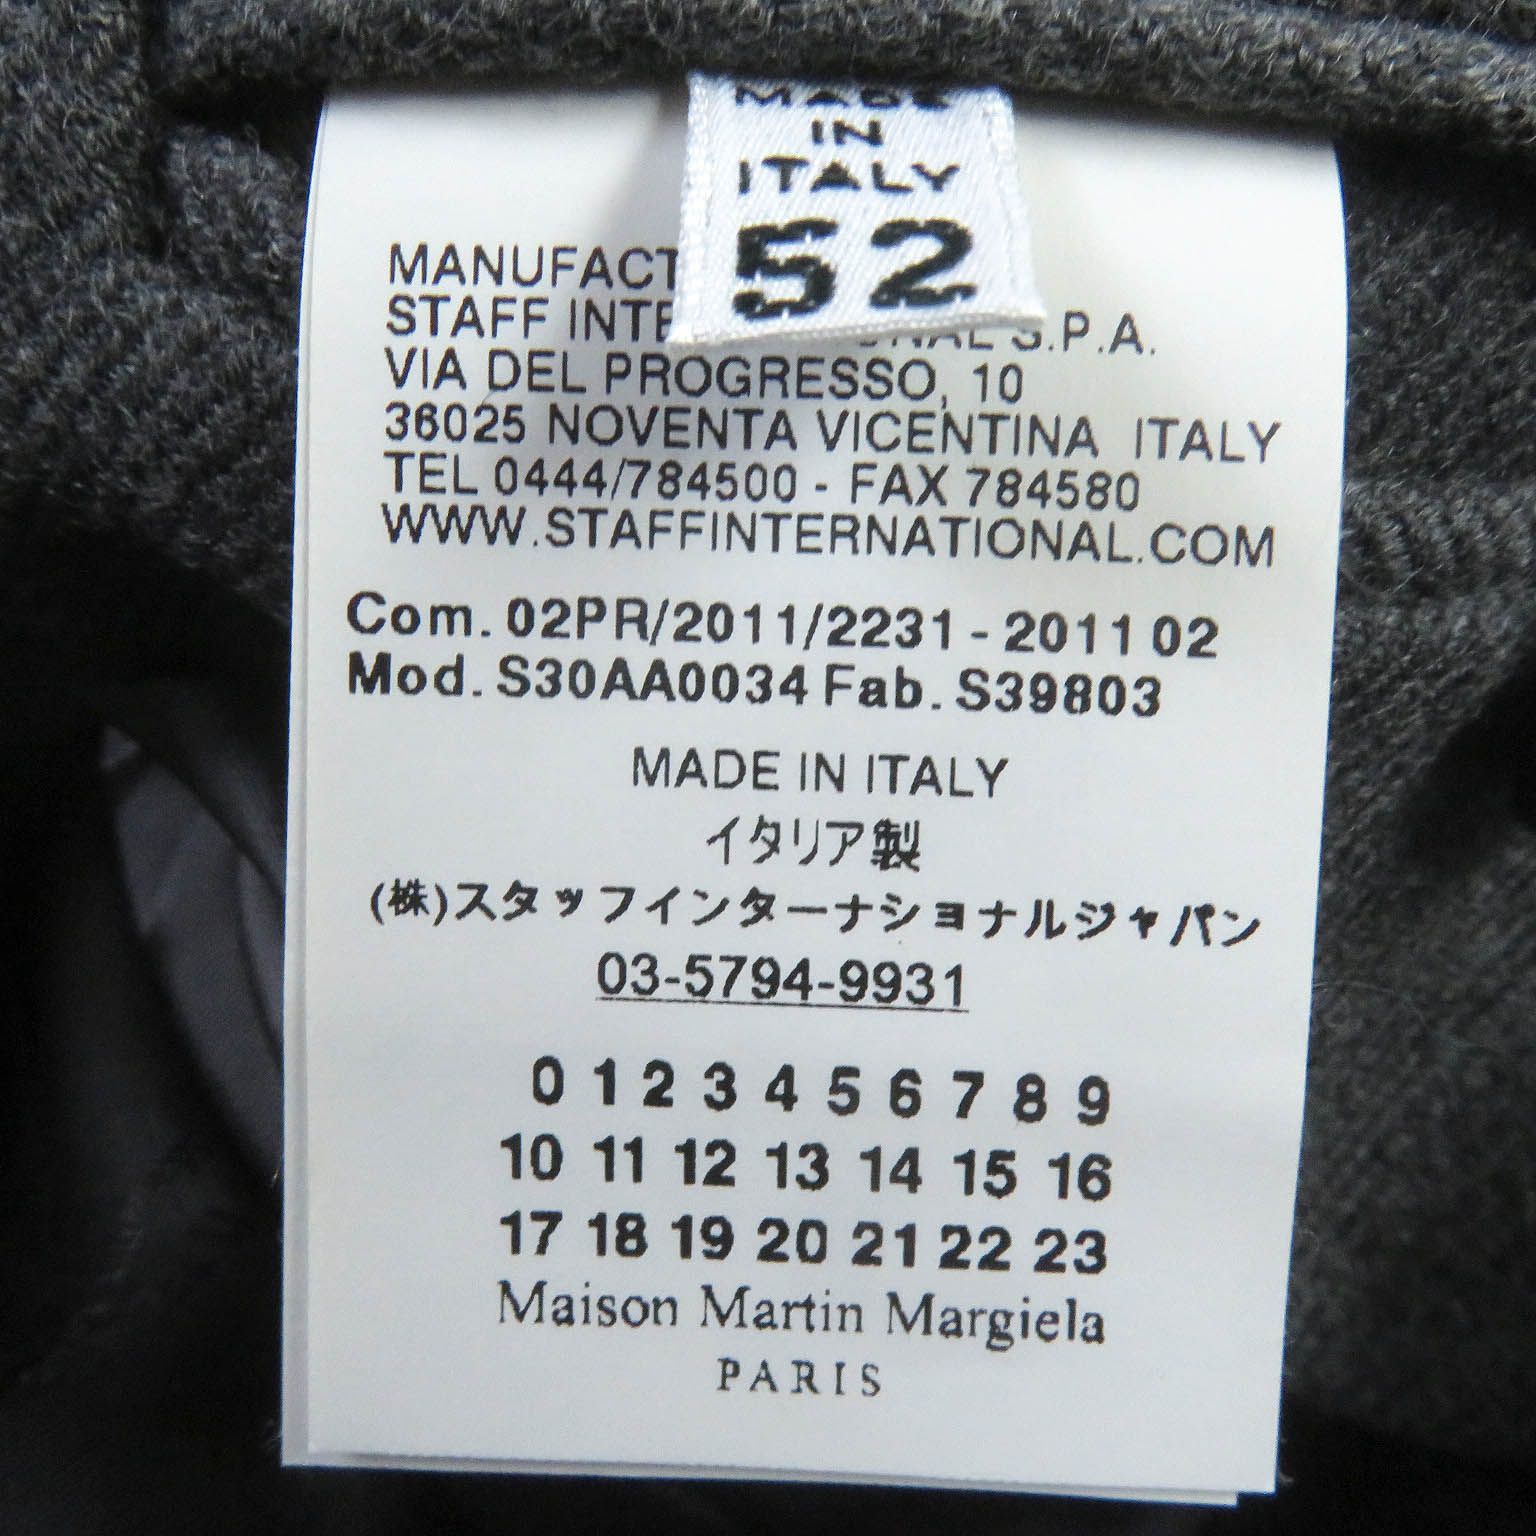 MADE
IN
ITALY
52
MANUFACT
STAFF INTE ONAL S.P.A.
VIA DEL PROGRESSO, 10
36025 NOVENTA VICENTINA ITALY
TEL 0444/784500 - FAX 784580
WWW.STAFFINTERNATIONAL.COM
Com. 02PR/2011/2231 - 2011 02
Mod. S30AA0034 Fab. S39803
MADE IN ITALY
イタリア製
(株)スタッフインターナショナルジャパン
03-5794-9931
0 1 2 3 4 5 6 7 8 9
10 11 12 13 14 15 16
17 18 19 20 21 22 23
Maison Martin Margiela
PARIS